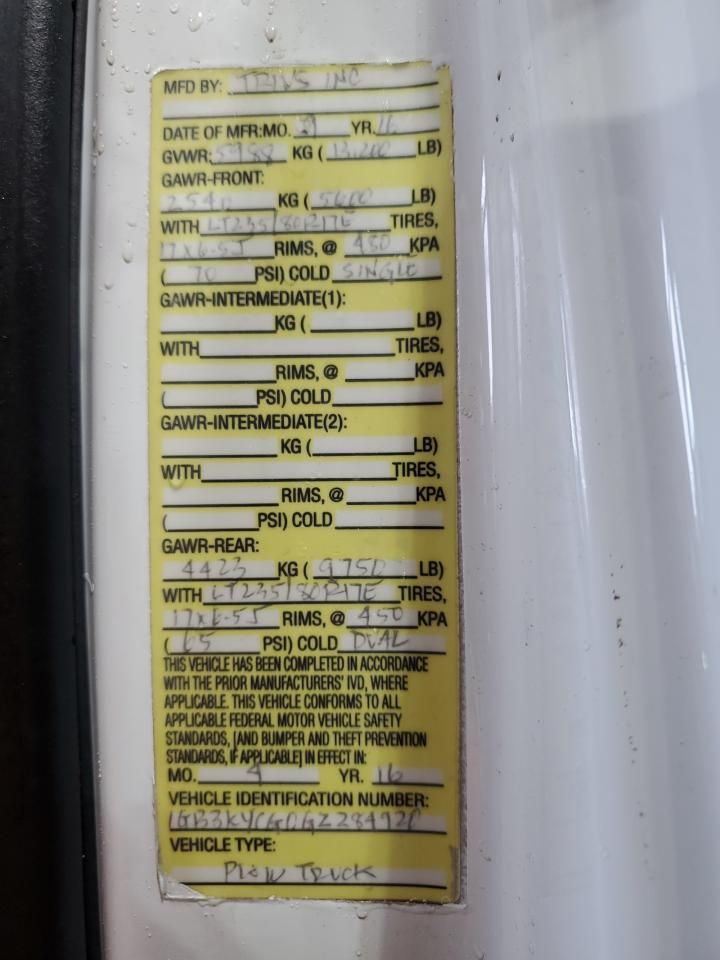 MFD BY: TRIVS INC
DATE OF MFR:MO. 9 YR. 16
GVWR: 5988 KG ( 13,200 LB)
GAWR-FRONT:
2540 KG ( 5600 LB)
WITH LT235/80R17E TIRES,
17X6.5J RIMS, @ 480 KPA
( 70 PSI) COLD SINGLE
GAWR-INTERMEDIATE(1):
KG ( LB)
WITH TIRES,
RIMS, @ KPA
( PSI) COLD
GAWR-INTERMEDIATE(2):
KG ( LB)
WITH TIRES,
RIMS, @ KPA
( PSI) COLD
GAWR-REAR:
4423 KG ( 9750 LB)
WITH LT235/80R17E TIRES,
17X6.5J RIMS, @ 450 KPA
( 65 PSI) COLD DUAL
THIS VEHICLE HAS BEEN COMPLETED IN ACCORDANCE
WITH THE PRIOR MANUFACTURERS' IVD, WHERE
APPLICABLE. THIS VEHICLE CONFORMS TO ALL
APPLICABLE FEDERAL MOTOR VEHICLE SAFETY
STANDARDS, [AND BUMPER AND THEFT PREVENTION
STANDARDS, IF APPLICABLE] IN EFFECT IN:
MO. 4 YR. 16
VEHICLE IDENTIFICATION NUMBER:
VEHICLE TYPE:
PLOW TRUCK